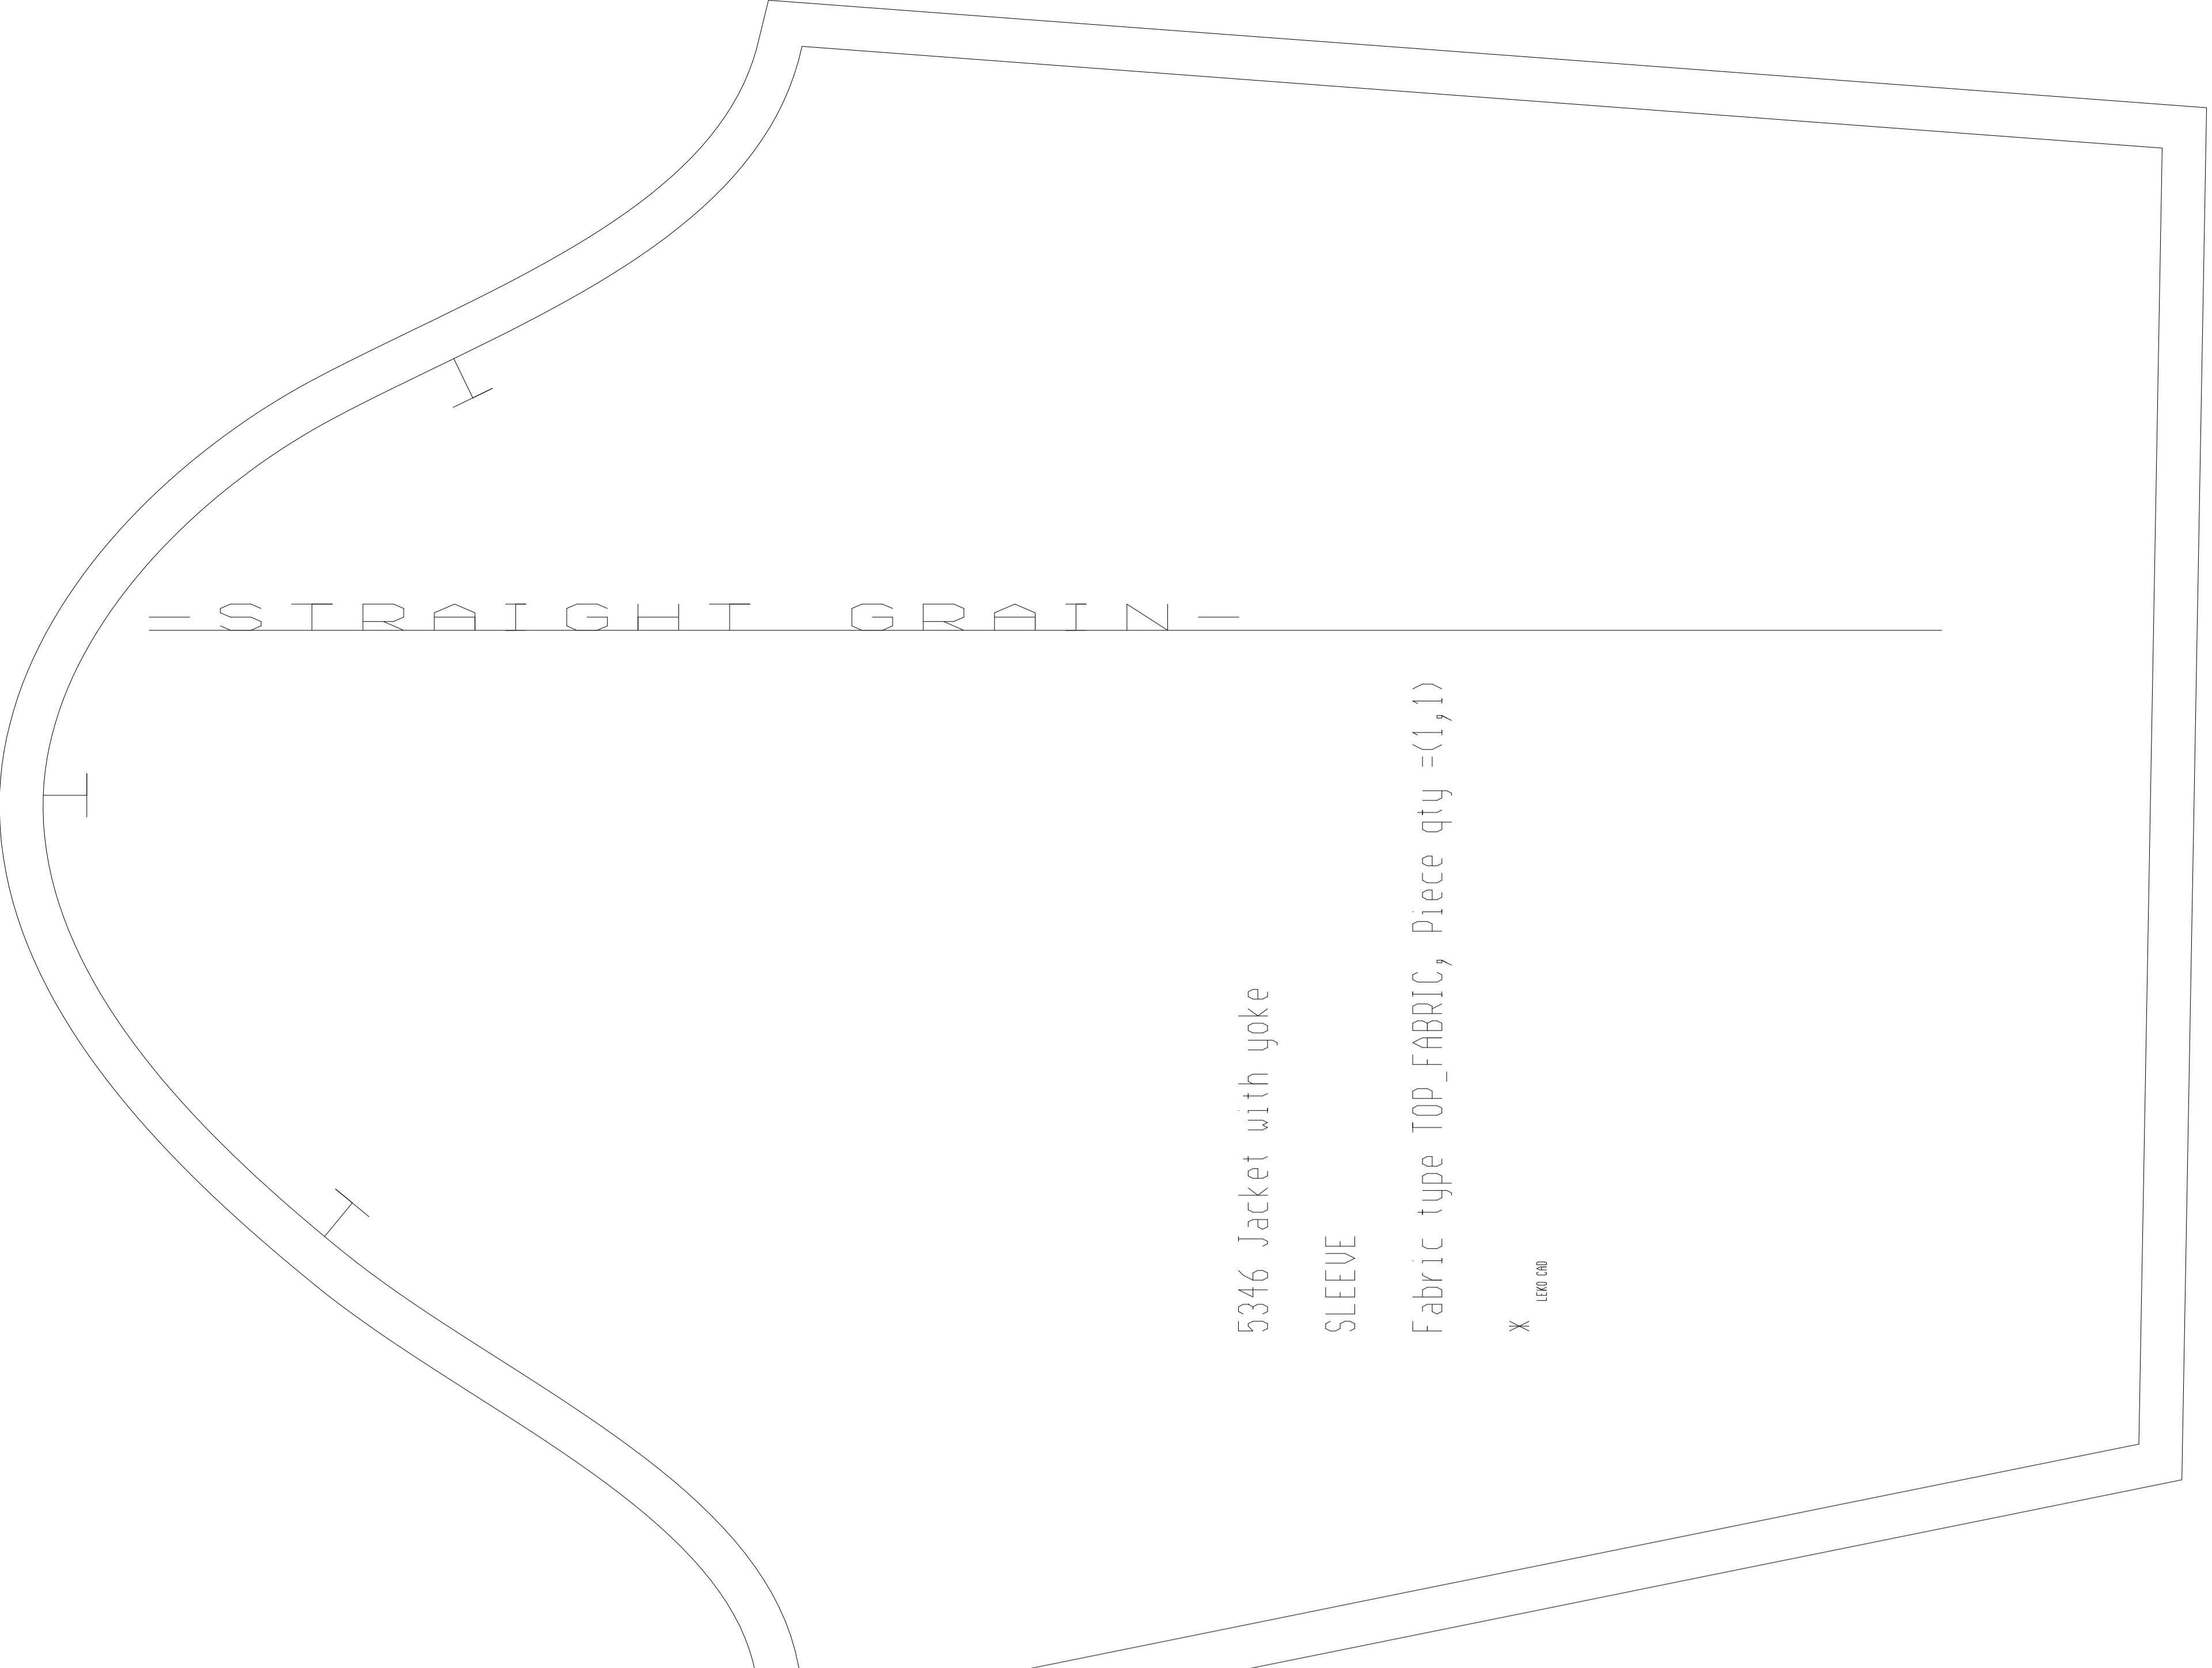 -STRAIGHT GRAIN-
5346 Jacket with yoke
SLEEVE
Fabric type TOP_FABRIC, Piece qty =(1,1)
*
LEKO CAD